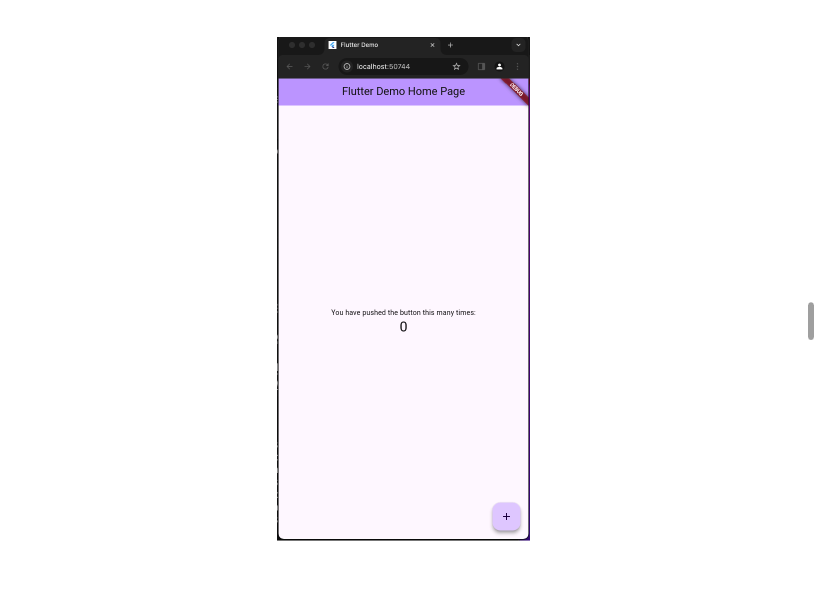 Flutter Demo
localhost:50744
Flutter Demo Home Page
DEBUG
You have pushed the button this many times:
0